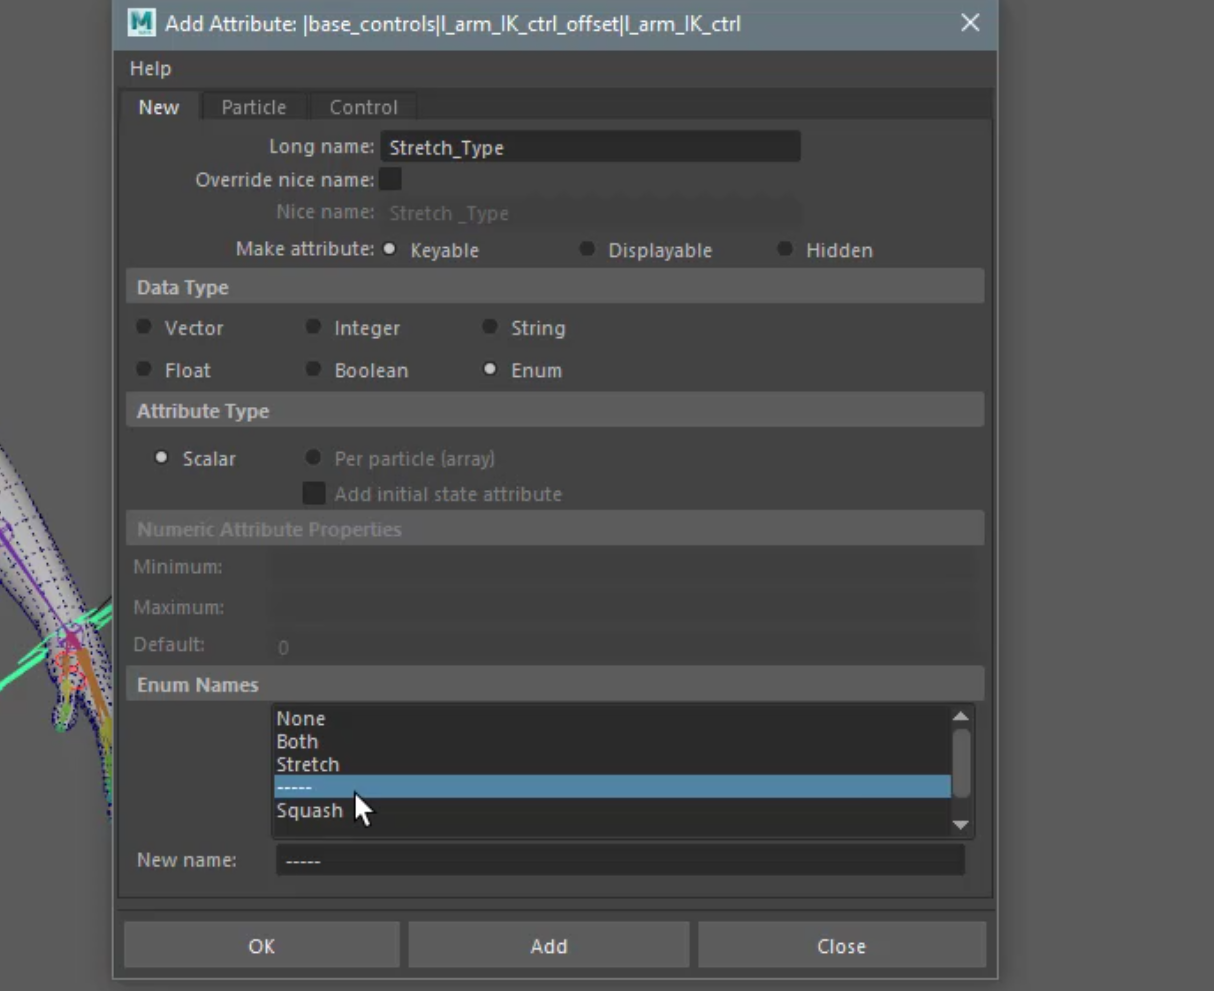 Add Attribute: |base_controls|l_arm_IK_ctrl_offset|l_arm_IK_ctrl
Help
New Particle Control
Long name: Stretch_Type
Override nice name:
Nice name: Stretch _Type
Make attribute: Keyable Displayable Hidden
Data Type
Vector Integer String
Float Boolean Enum
Attribute Type
Scalar Per particle (array)
Add initial state attribute
Numeric Attribute Properties
Minimum:
Maximum:
Default: 0
Enum Names
None
Both
Stretch
-----
Squash
New name: -----
OK Add Close